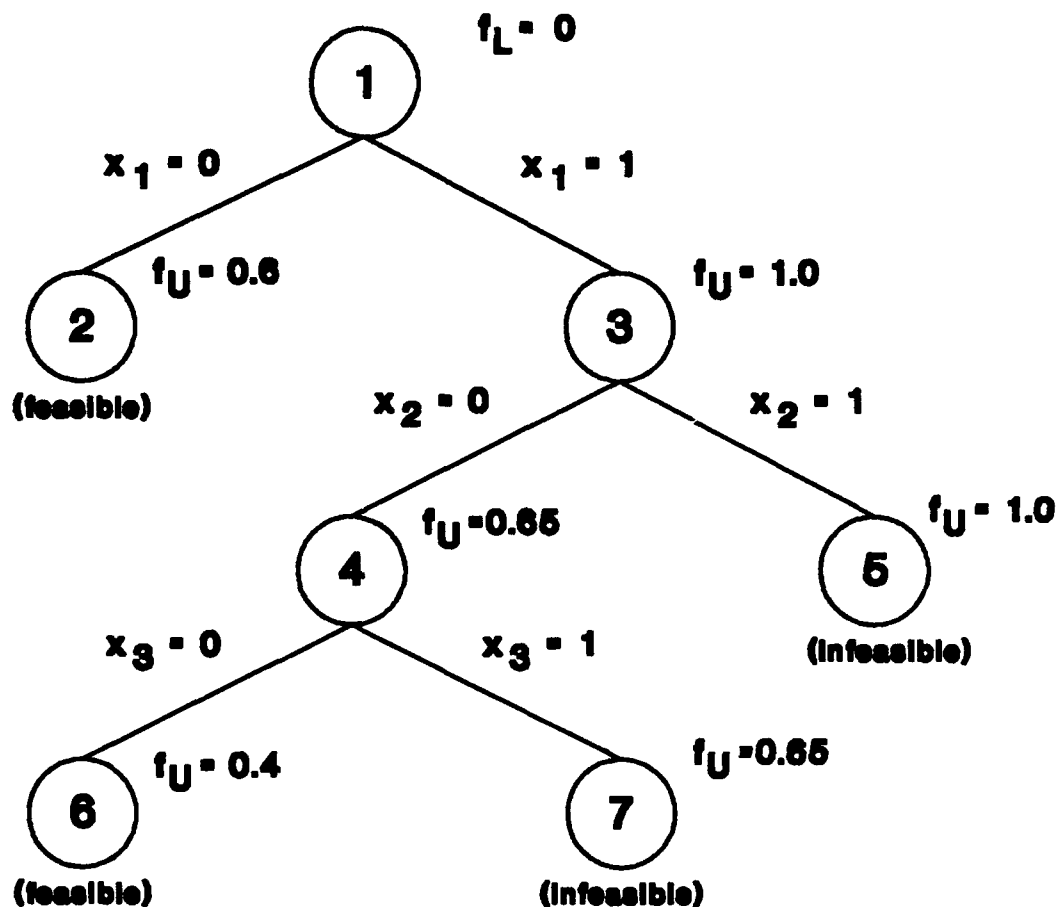 f_L = 0
1
x_1 = 0
x_1 = 1
f_U = 0.6
f_U = 1.0
2
3
(feasible)
x_2 = 0
x_2 = 1
f_U =0.65
f_U = 1.0
4
5
x_3 = 0
x_3 = 1
(infeasible)
f_U = 0.4
f_U =0.65
6
7
(feasible)
(infeasible)